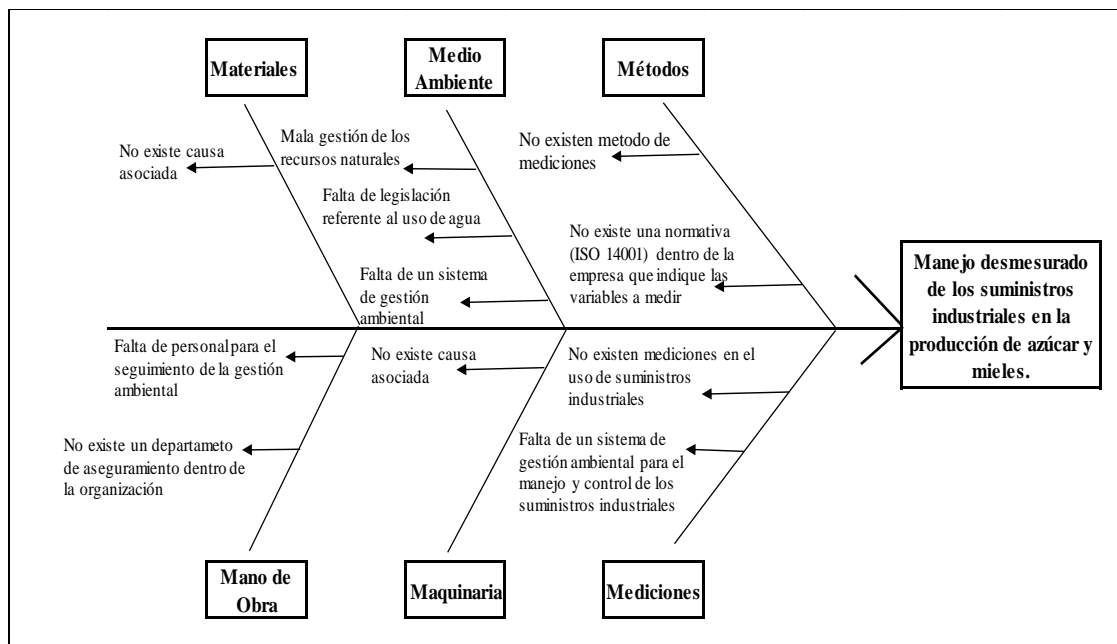 Materiales
Medio
Ambiente
Métodos
No existe causa
asociada
Mala gestión de los
recursos naturales
Falta de legislación
referente al uso de agua
Falta de un sistema
de gestión
ambiental
No existen metodo de
mediciones
No existe una normativa
(ISO 14001) dentro de la
empresa que indique las
variables a medir
Manejo desmesurado
de los suministros
industriales en la
producción de azúcar y
mieles.
Falta de personal para el
seguimiento de la gestión
ambiental
No existe un departameto
de aseguramiento dentro de
la organización
No existe causa
asociada
No existen mediciones en el
uso de suministros
industriales
Falta de un sistema de
gestión ambiental para el
manejo y control de los
suministros industriales
Mano de
Obra
Maquinaria
Mediciones